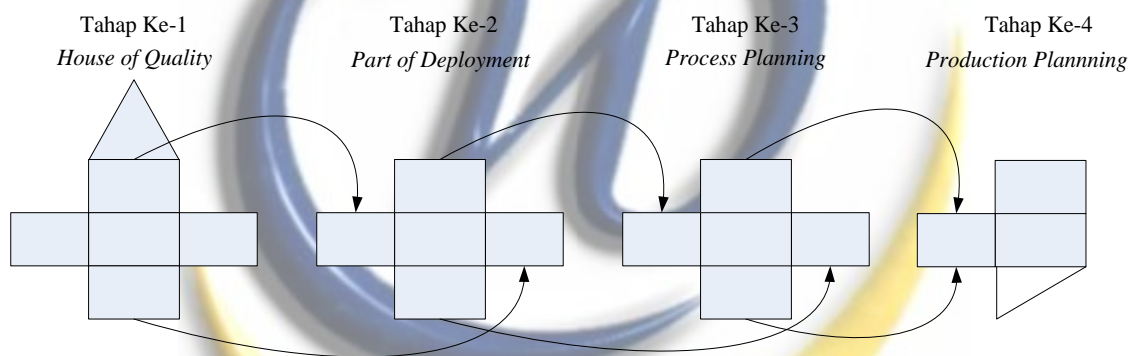 Tahap Ke-1
House of Quality
Tahap Ke-2
Part of Deployment
Tahap Ke-3
Process Planning
Tahap Ke-4
Production Plannning